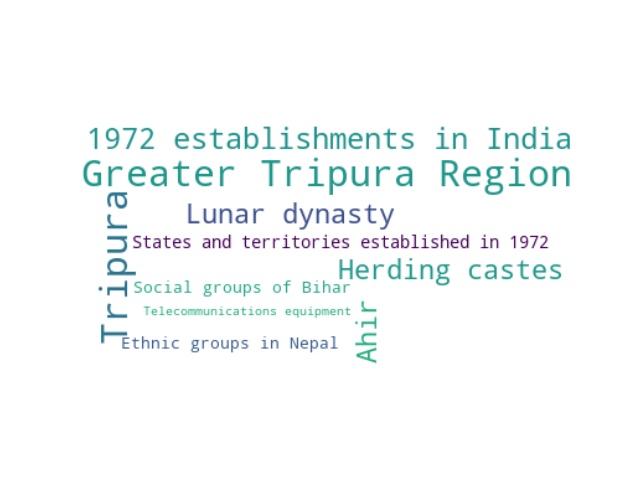 1972 establishments in India
Greater Tripura Region
Tripura
Lunar dynasty
States and territories established in 1972
Herding castes
Social groups of Bihar
Telecommunications equipment
Ahir
Ethnic groups in Nepal